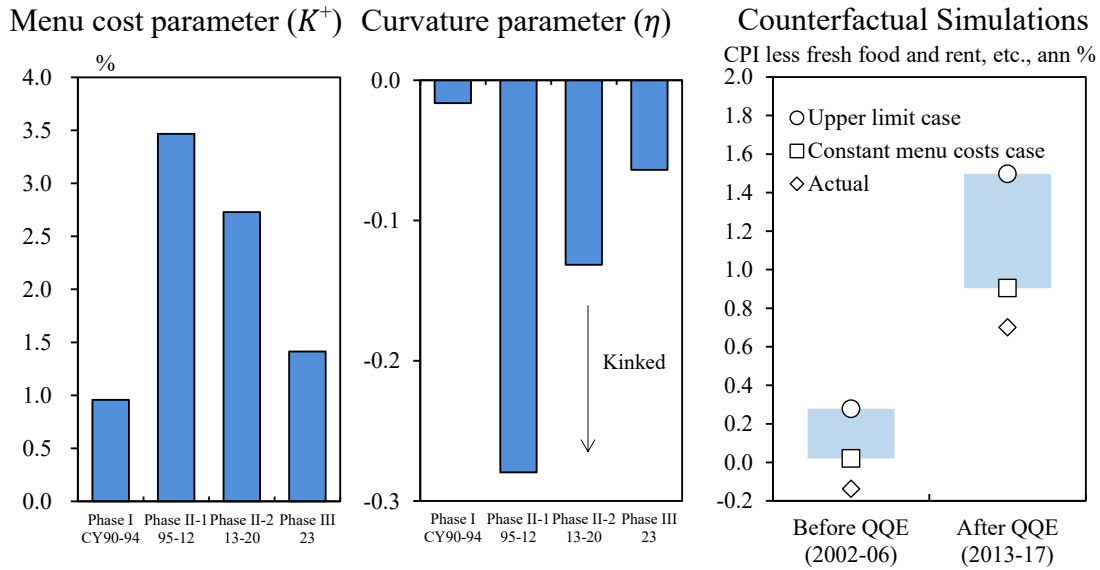 Menu cost parameter (K⁺)
%
4.0
3.5
3.0
2.5
2.0
1.5
1.0
0.5
0.0
Phase I
CY90-94
Phase II-1
95-12
Phase II-2
13-20
Phase III
23
Curvature parameter (η)
0.0
-0.1
-0.2
-0.3
Kinked
Phase I
CY90-94
Phase II-1
95-12
Phase II-2
13-20
Phase III
23
Counterfactual Simulations
CPI less fresh food and rent, etc., ann %
2.0
1.8
1.6
1.4
1.2
1.0
0.8
0.6
0.4
0.2
0.0
-0.2
Upper limit case
Constant menu costs case
Actual
Before QQE
(2002-06)
After QQE
(2013-17)